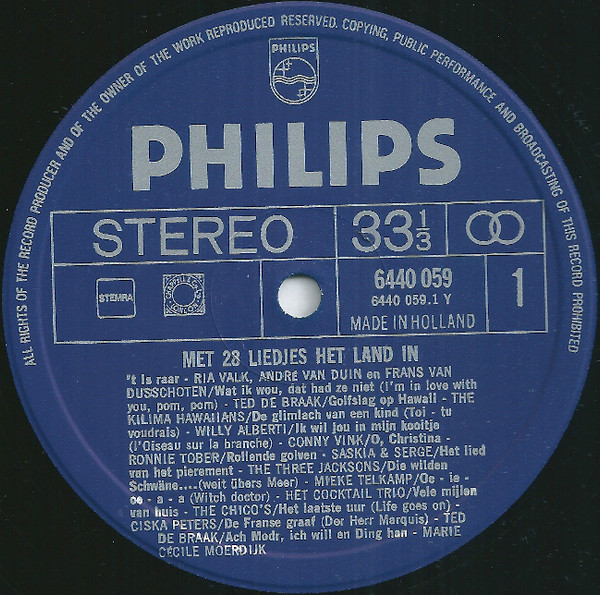 ALL RIGHTS OF THE RECORD PRODUCER AND OF THE OWNER OF THE WORK REPRODUCED RESERVED. COPYING, PUBLIC PERFORMANCE AND BROADCASTING OF THIS RECORD PROHIBITED
PHILIPS
PHILIPS
STEREO
33 1/3
STEMRA
6440 059
6440 059.1 Y
MADE IN HOLLAND
1
MET 28 LIEDJES HET LAND IN
't Is raar - RIA VALK, ANDRE VAN DUIN en FRANS VAN
DUSSCHOTEN/Wat ik wou, dat had ze niet (I'm in love with
you, pom, pom) - TED DE BRAAK/Golfslag op Hawaii - THE
KILIMA HAWAIIANS/De glimlach van een kind (Toi - tu
voudrais) - WILLY ALBERTI/Ik wil jou in mijn kooitje
(l'Oiseau sur la branche) - CONNY VINK/O, Christina -
RONNIE TOBER/Rollende golven - SASKIA & SERGE/Het lied
van het pierement - THE THREE JACKSONS/Die wilden
Schwäne....(weit übers Meer) - MIEKE TELKAMP/Oe - ie -
oe - a - a (Witch doctor) - HET COCKTAIL TRIO/Vele mijlen
van huis - THE CHICO'S/Het laatste uur (Life goes on) -
CISKA PETERS/De Franse graaf (Der Herr Marquis) - TED
DE BRAAK/Ach Modr, ich will en Ding han - MARIE
CÉCILE MOERDIJK